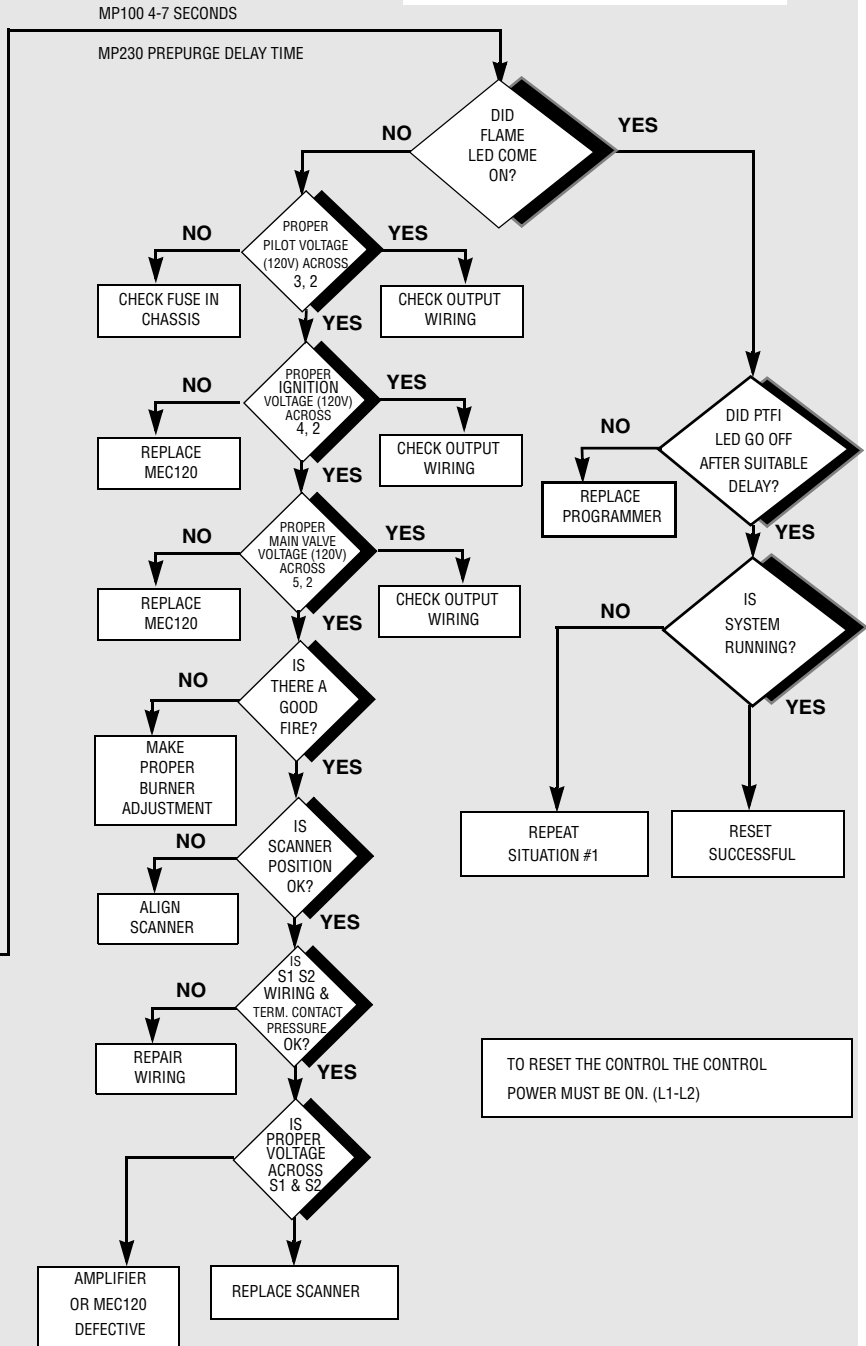 MP100 4-7 SECONDS
MP230 PREPURGE DELAY TIME
DID
FLAME
LED COME
ON?
NO
YES
PROPER
PILOT VOLTAGE
(120V) ACROSS
3, 2
NO
YES
CHECK FUSE IN
CHASSIS
CHECK OUTPUT
WIRING
YES
PROPER
IGNITION
VOLTAGE (120V)
ACROSS
4, 2
NO
YES
REPLACE
MEC120
CHECK OUTPUT
WIRING
YES
PROPER
MAIN VALVE
VOLTAGE (120V)
ACROSS
5, 2
NO
YES
REPLACE
MEC120
CHECK OUTPUT
WIRING
YES
IS
THERE A
GOOD
FIRE?
NO
MAKE
PROPER
BURNER
ADJUSTMENT
YES
IS
SCANNER
POSITION
OK?
NO
ALIGN
SCANNER
YES
IS
S1 S2
WIRING &
TERM. CONTACT
PRESSURE
OK?
NO
REPAIR
WIRING
YES
IS
PROPER
VOLTAGE
ACROSS
S1 & S2
AMPLIFIER
OR MEC120
DEFECTIVE
REPLACE SCANNER
DID PTFI
LED GO OFF
AFTER SUITABLE
DELAY?
NO
REPLACE
PROGRAMMER
YES
IS
SYSTEM
RUNNING?
NO
YES
REPEAT
SITUATION #1
RESET
SUCCESSFUL
TO RESET THE CONTROL THE CONTROL
POWER MUST BE ON. (L1-L2)